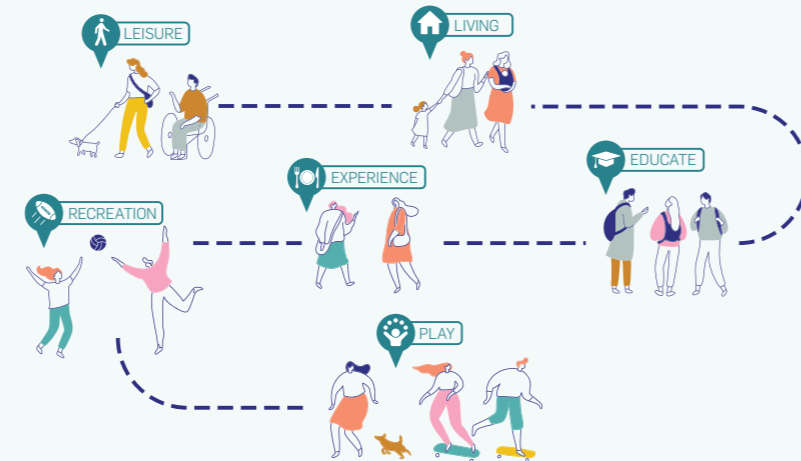 LEISURE
LIVING
EDUCATE
EXPERIENCE
RECREATION
PLAY